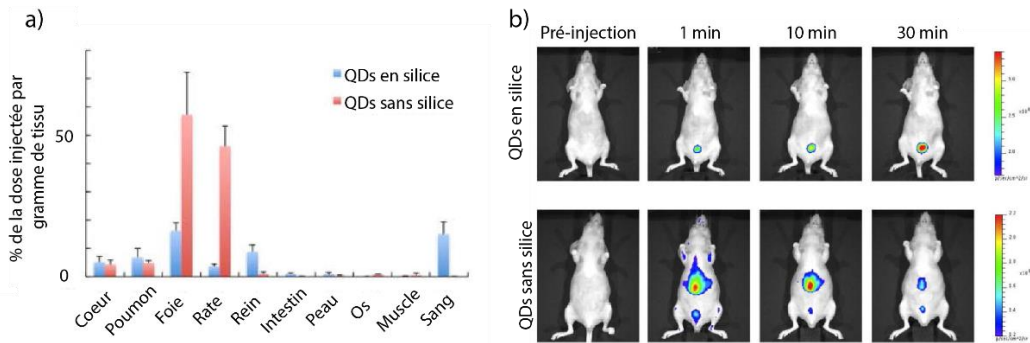 a)
% de la dose injectée par
gramme de tissu
50
0
QDs en silice
QDs sans silice
Coeur
Poumon
Foie
Rate
Rein
Intestin
Peau
Os
Muscle
Sang
b)
Pré-injection 1 min 10 min 30 min
QDs en silice
QDs sans silice